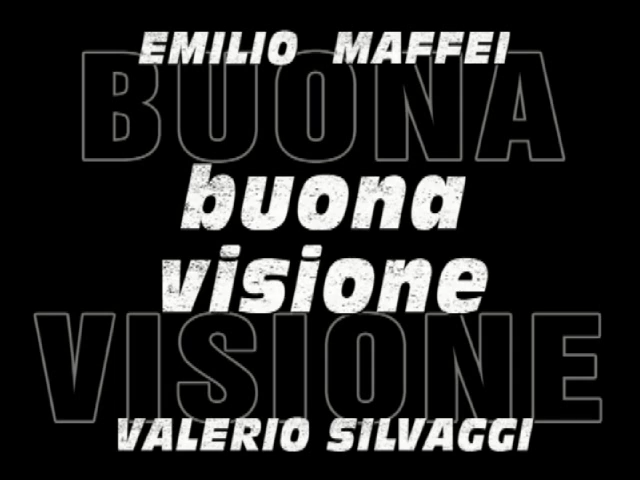 EMILIO MAFFEI
BUONA
buona
visione
VISIONE
VALERIO SILVAGGI